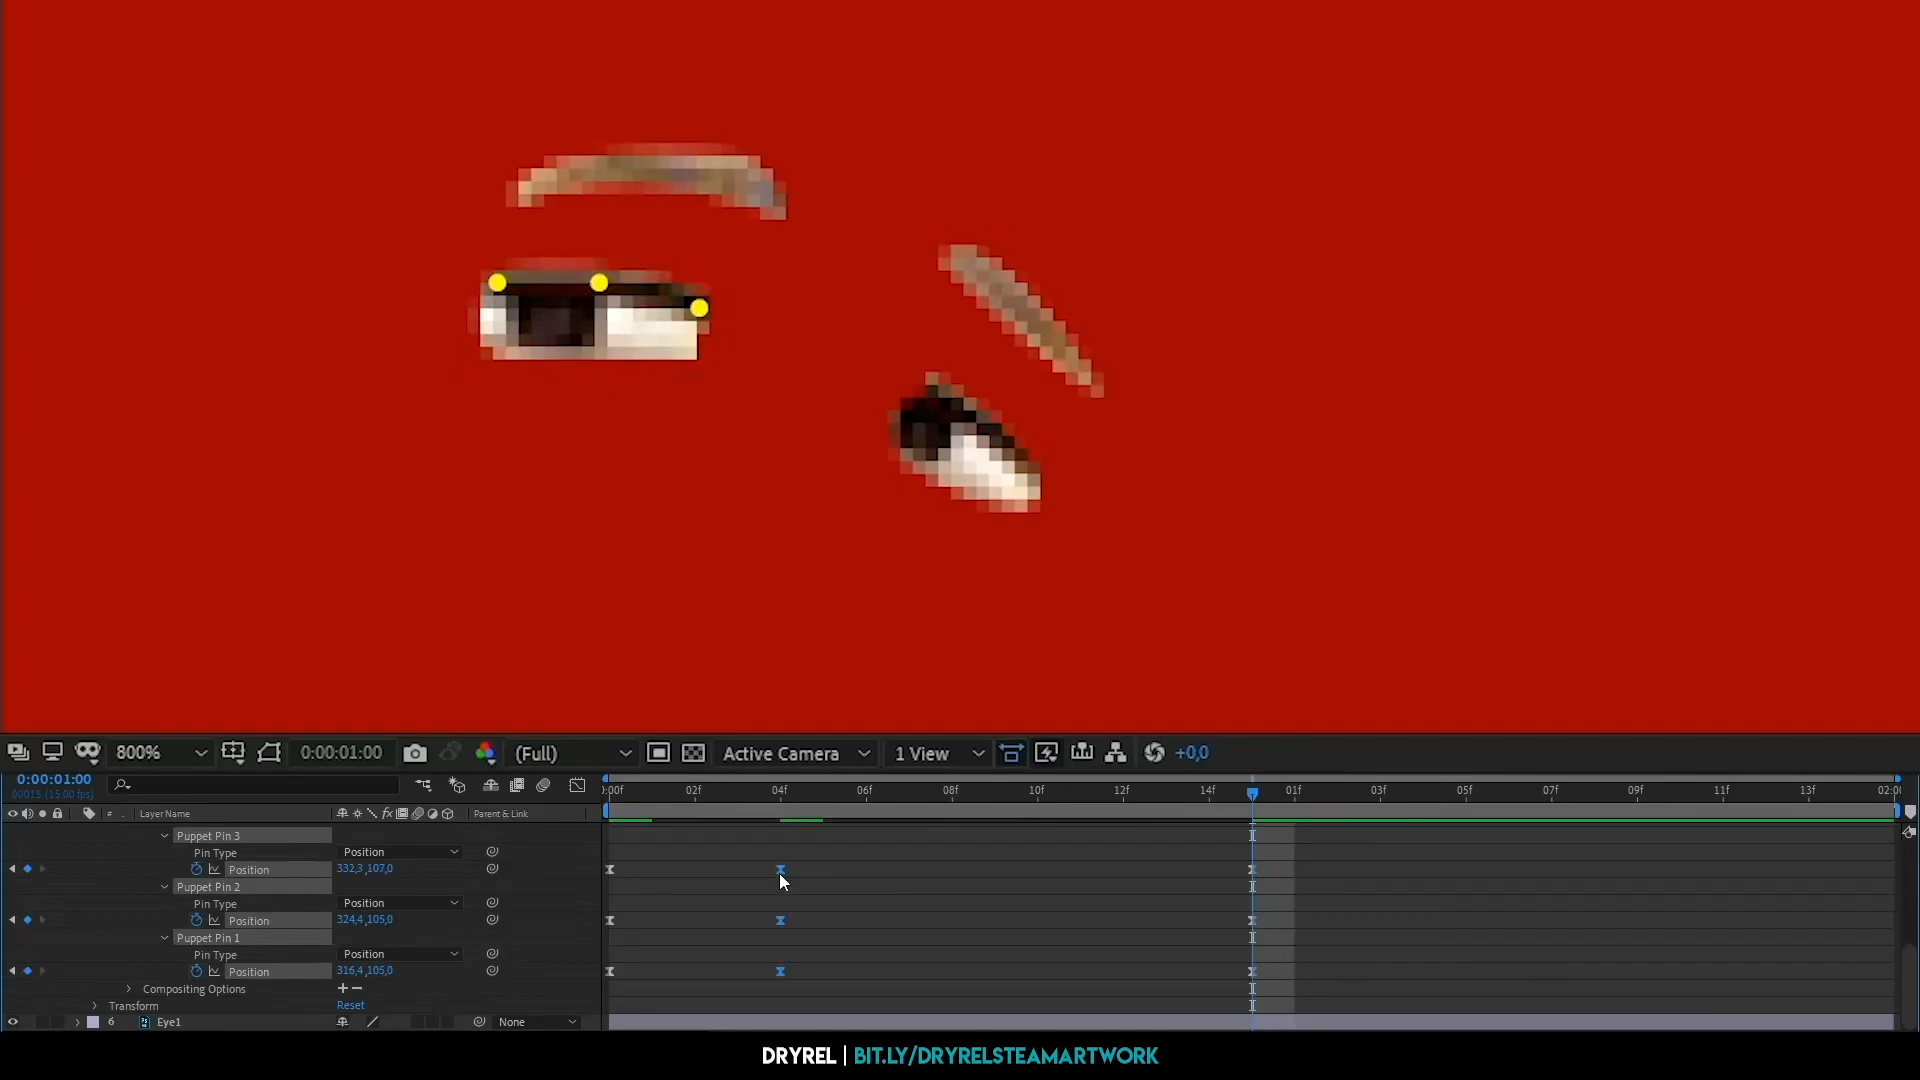 800% 0:00:01:00 (Full) Active Camera 1 View +0,0
0:00:01:00
00015 (15.00 fps)
:00f 02f 04f 06f 08f 10f 12f 14f 01f 03f 05f 07f 09f 11f 13f 02:0
# . Layer Name fx Parent & Link
Puppet Pin 3
Pin Type Position
Position 332,3,107,0
Puppet Pin 2
Pin Type Position
Position 324,4,105,0
Puppet Pin 1
Pin Type Position
Position 316,4,105,0
Compositing Options
Transform Reset
6 Eye1 None
DRYREL | BIT.LY/DRYRELSTEAMARTWORK